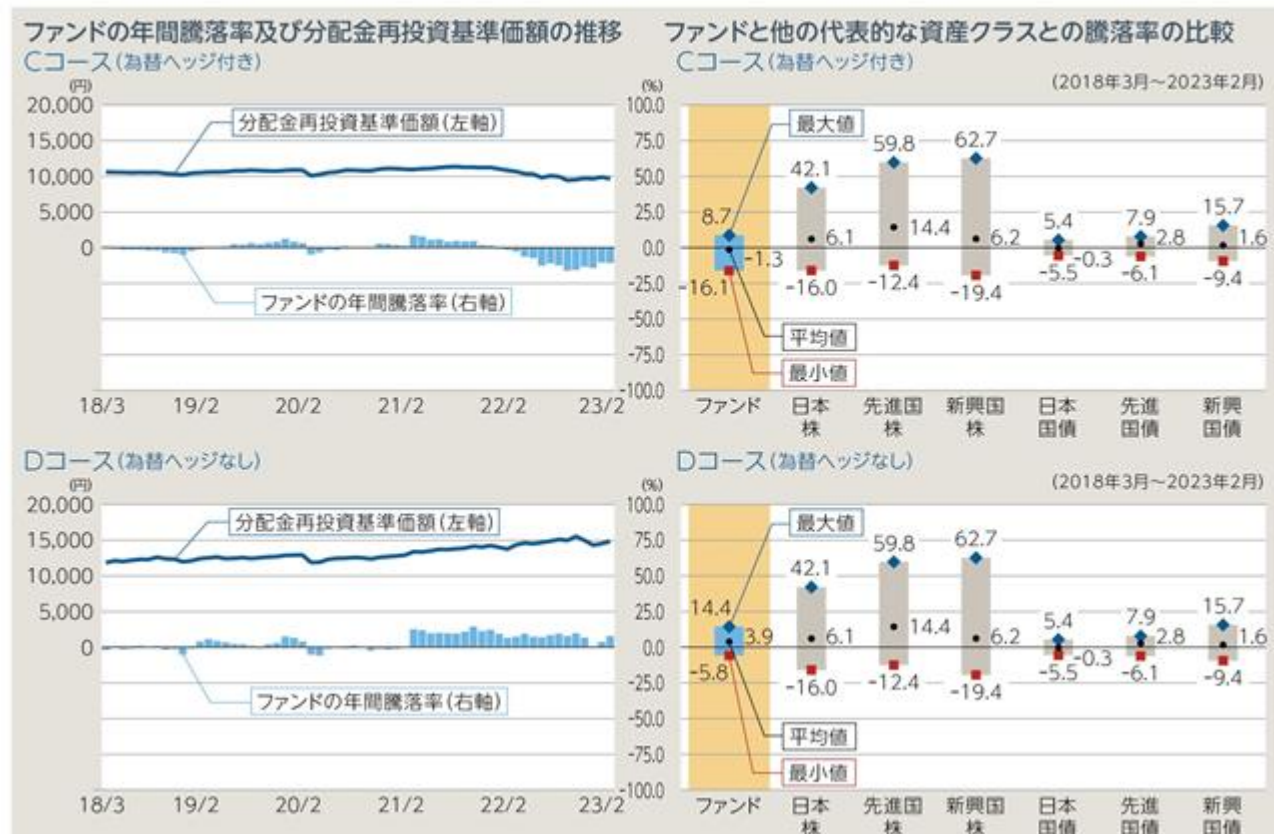 ファンドの年間騰落率及び分配金再投資基準価額の推移
Cコース(為替ヘッジ付き)
(円)
(%)
20,000
15,000
10,000
5,000
0
100.0
75.0
50.0
25.0
0.0
-25.0
-50.0
-75.0
-100.0
分配金再投資基準価額(左軸)
ファンドの年間騰落率(右軸)
18/3 19/2 20/2 21/2 22/2 23/2
ファンドと他の代表的な資産クラスとの騰落率の比較
Cコース(為替ヘッジ付き)
(2018年3月〜2023年2月)
最大値
8.7 42.1 59.8 62.7 5.4 7.9 15.7
-1.3 6.1 14.4 6.2 -0.3 2.8 1.6
-16.1 -16.0 -12.4 -19.4 -5.5 -6.1 -9.4
平均値
最小値
ファンド 日本株 先進国株 新興国株 日本国債 先進国債 新興国債
Dコース(為替ヘッジなし)
(円)
(%)
20,000
15,000
10,000
5,000
0
100.0
75.0
50.0
25.0
0.0
-25.0
-50.0
-75.0
-100.0
分配金再投資基準価額(左軸)
ファンドの年間騰落率(右軸)
18/3 19/2 20/2 21/2 22/2 23/2
Dコース(為替ヘッジなし)
(2018年3月〜2023年2月)
最大値
14.4 42.1 59.8 62.7 5.4 7.9 15.7
3.9 6.1 14.4 6.2 -0.3 2.8 1.6
-5.8 -16.0 -12.4 -19.4 -5.5 -6.1 -9.4
平均値
最小値
ファンド 日本株 先進国株 新興国株 日本国債 先進国債 新興国債